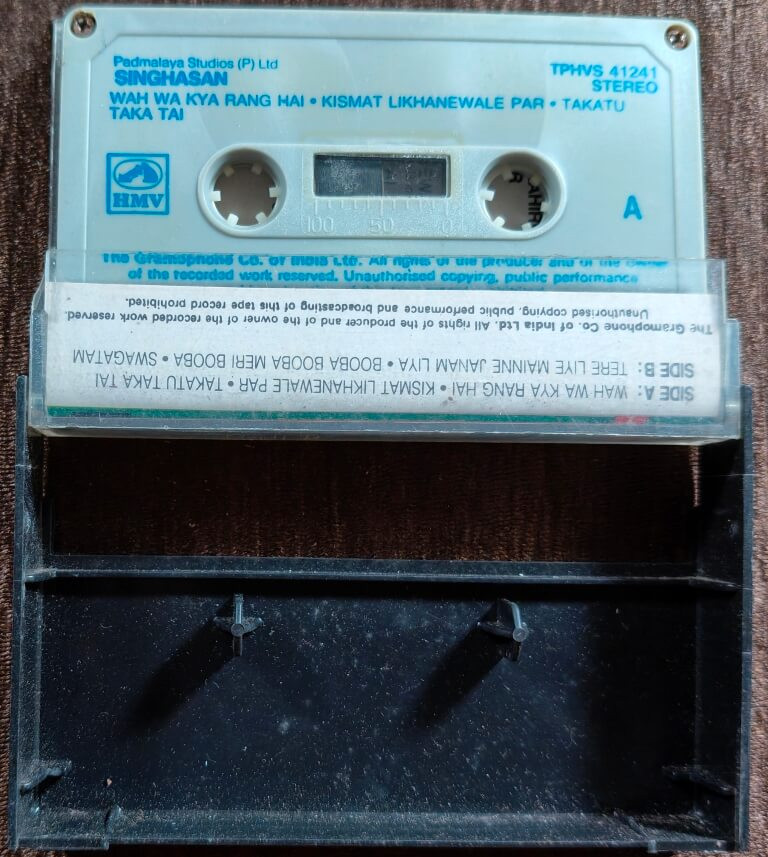 Padmalaya Studios (P) Ltd
SINGHASAN
TPHVS 41241
STEREO
WAH WA KYA RANG HAI • KISMAT LIKHANEWALE PAR • TAKATU
TAKA TAI
HMV
100 50 0
A
The Gramophone Co. of India Ltd. All rights of the producer and of the owner
of the recorded work reserved. Unauthorised copying, public performance
SIDE A: WAH WA KYA RANG HAI • KISMAT LIKHANEWALE PAR • TAKATU TAKA TAI
SIDE B: TERE LIYE MAINNE JANAM LIYA • BOOBA BOOBA MERI BOOBA • SWAGATAM
The Gramophone Co. of India Ltd. All rights of the producer and of the owner of the recorded work reserved.
Unauthorised copying, public performance and broadcasting of this tape record prohibited.